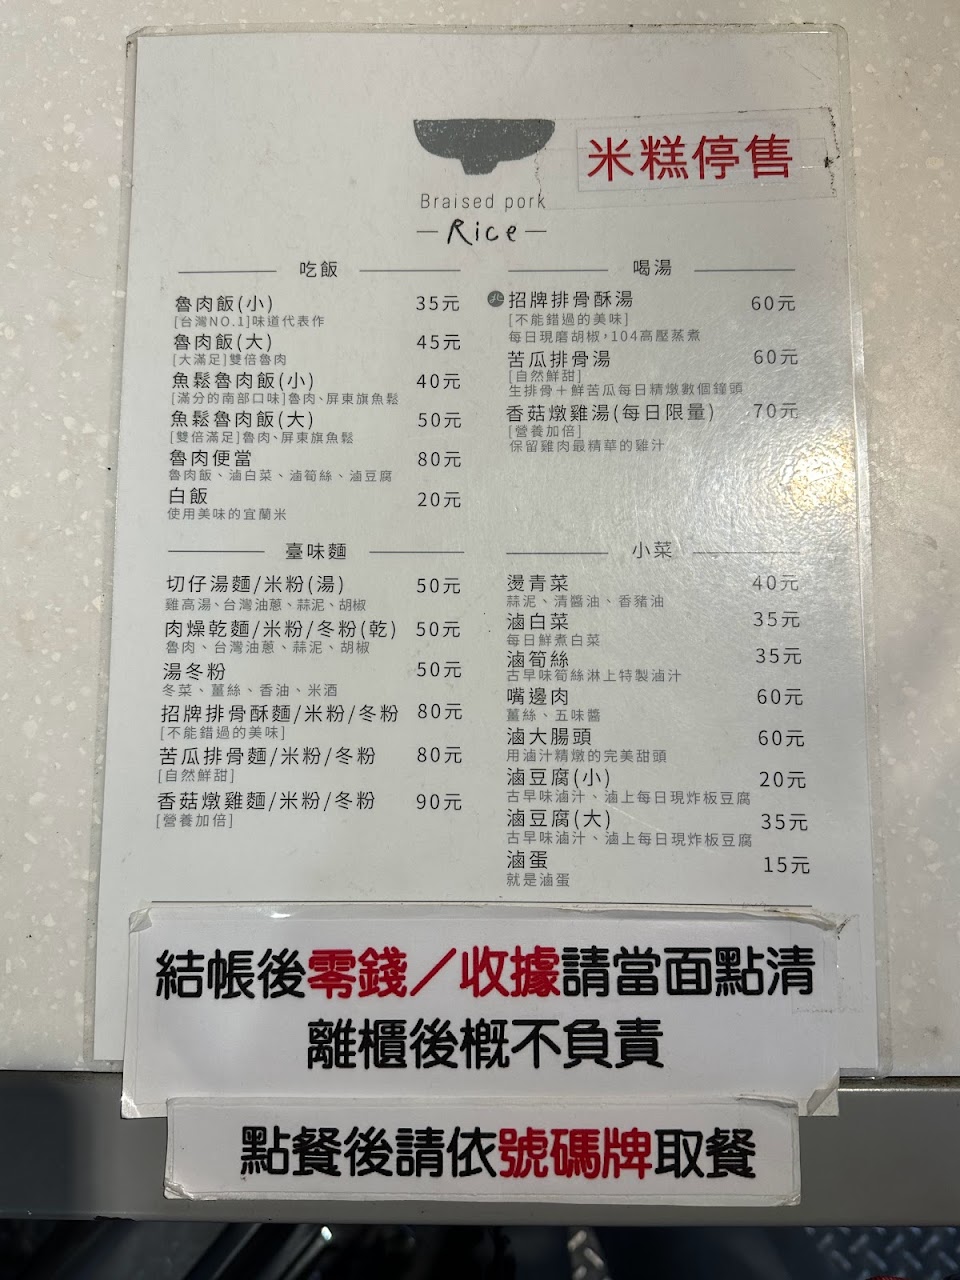 米糕停售
Braised pork
Rice
吃飯
魯肉飯(小) 35元
[台灣NO.1]味道代表作
魯肉飯(大) 45元
[大滿足]雙倍魯肉
魚鬆魯肉飯(小) 40元
[滿分的南部口味]魯肉、屏東旗魚鬆
魚鬆魯肉飯(大) 50元
[雙倍滿足]魯肉、屏東旗魚鬆
魯肉便當 80元
魯肉飯、滷白菜、滷筍絲、滷豆腐
白飯 20元
使用美味的宜蘭米
臺味麵
切仔湯麵/米粉(湯) 50元
雞高湯、台灣油蔥、蒜泥、胡椒
肉燥乾麵/米粉/冬粉(乾) 50元
魯肉、台灣油蔥、蒜泥、胡椒
湯冬粉 50元
冬菜、薑絲、香油、米酒
招牌排骨酥麵/米粉/冬粉 80元
[不能錯過的美味]
苦瓜排骨麵/米粉/冬粉 80元
[自然鮮甜]
香菇燉雞麵/米粉/冬粉 90元
[營養加倍]
喝湯
招牌排骨酥湯 60元
[不能錯過的美味]
每日現磨胡椒，104高壓蒸煮
苦瓜排骨湯 60元
[自然鮮甜]
生排骨＋鮮苦瓜每日精燉數個鐘頭
香菇燉雞湯(每日限量) 70元
[營養加倍]
保留雞肉最精華的雞汁
小菜
燙青菜 40元
蒜泥、清醬油、香豬油
滷白菜 35元
每日鮮煮白菜
滷筍絲 35元
古早味筍絲淋上特製滷汁
嘴邊肉 60元
薑絲、五味醬
滷大腸頭 60元
用滷汁精燉的完美甜頭
滷豆腐(小) 20元
古早味滷汁、滷上每日現炸板豆腐
滷豆腐(大) 35元
古早味滷汁、滷上每日現炸板豆腐
滷蛋 15元
就是滷蛋
結帳後零錢／收據請當面點清
離櫃後概不負責
點餐後請依號碼牌取餐